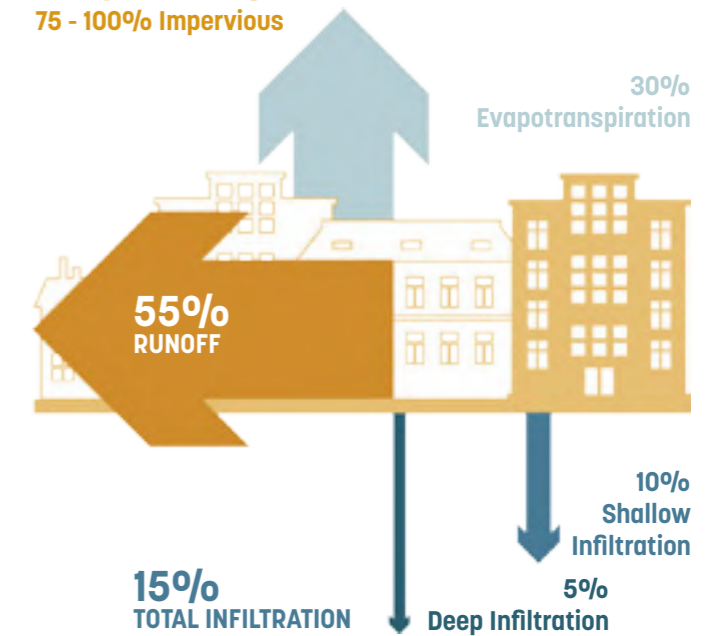 75 - 100% Impervious
30%
Evapotranspiration
55%
RUNOFF
10%
Shallow
Infiltration
15%
TOTAL INFILTRATION
5%
Deep Infiltration